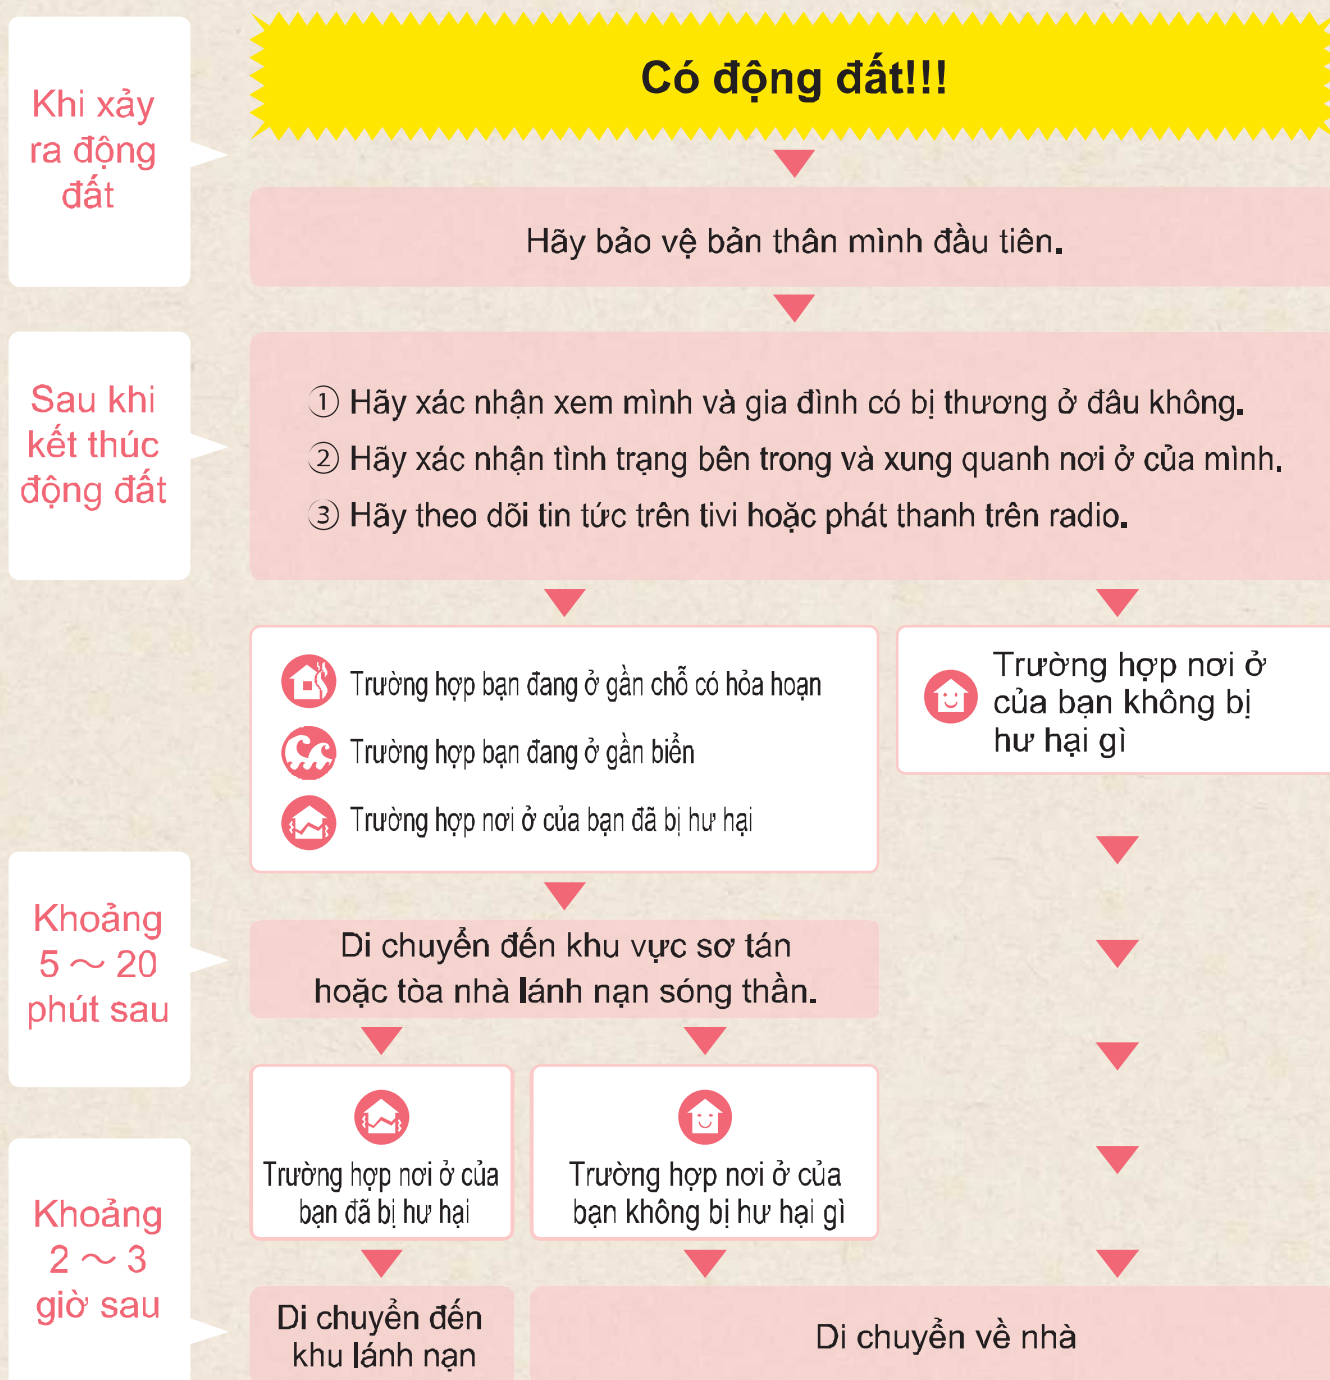 Khi xảy
ra động
đất
Có động đất!!!
Hãy bảo vệ bản thân mình đầu tiên.
Sau khi
kết thúc
động đất
① Hãy xác nhận xem mình và gia đình có bị thương ở đâu không.
② Hãy xác nhận tình trạng bên trong và xung quanh nơi ở của mình.
③ Hãy theo dõi tin tức trên tivi hoặc phát thanh trên radio.
Trường hợp bạn đang ở gần chỗ có hỏa hoạn
Trường hợp bạn đang ở gần biển
Trường hợp nơi ở của bạn đã bị hư hại
Trường hợp nơi ở
của bạn không bị
hư hại gì
Khoảng
5 ～ 20
phút sau
Di chuyển đến khu vực sơ tán
hoặc tòa nhà lánh nạn sóng thần.
Trường hợp nơi ở của
bạn đã bị hư hại
Trường hợp nơi ở của
bạn không bị hư hại gì
Khoảng
2 ～ 3
giờ sau
Di chuyển đến
khu lánh nạn
Di chuyển về nhà